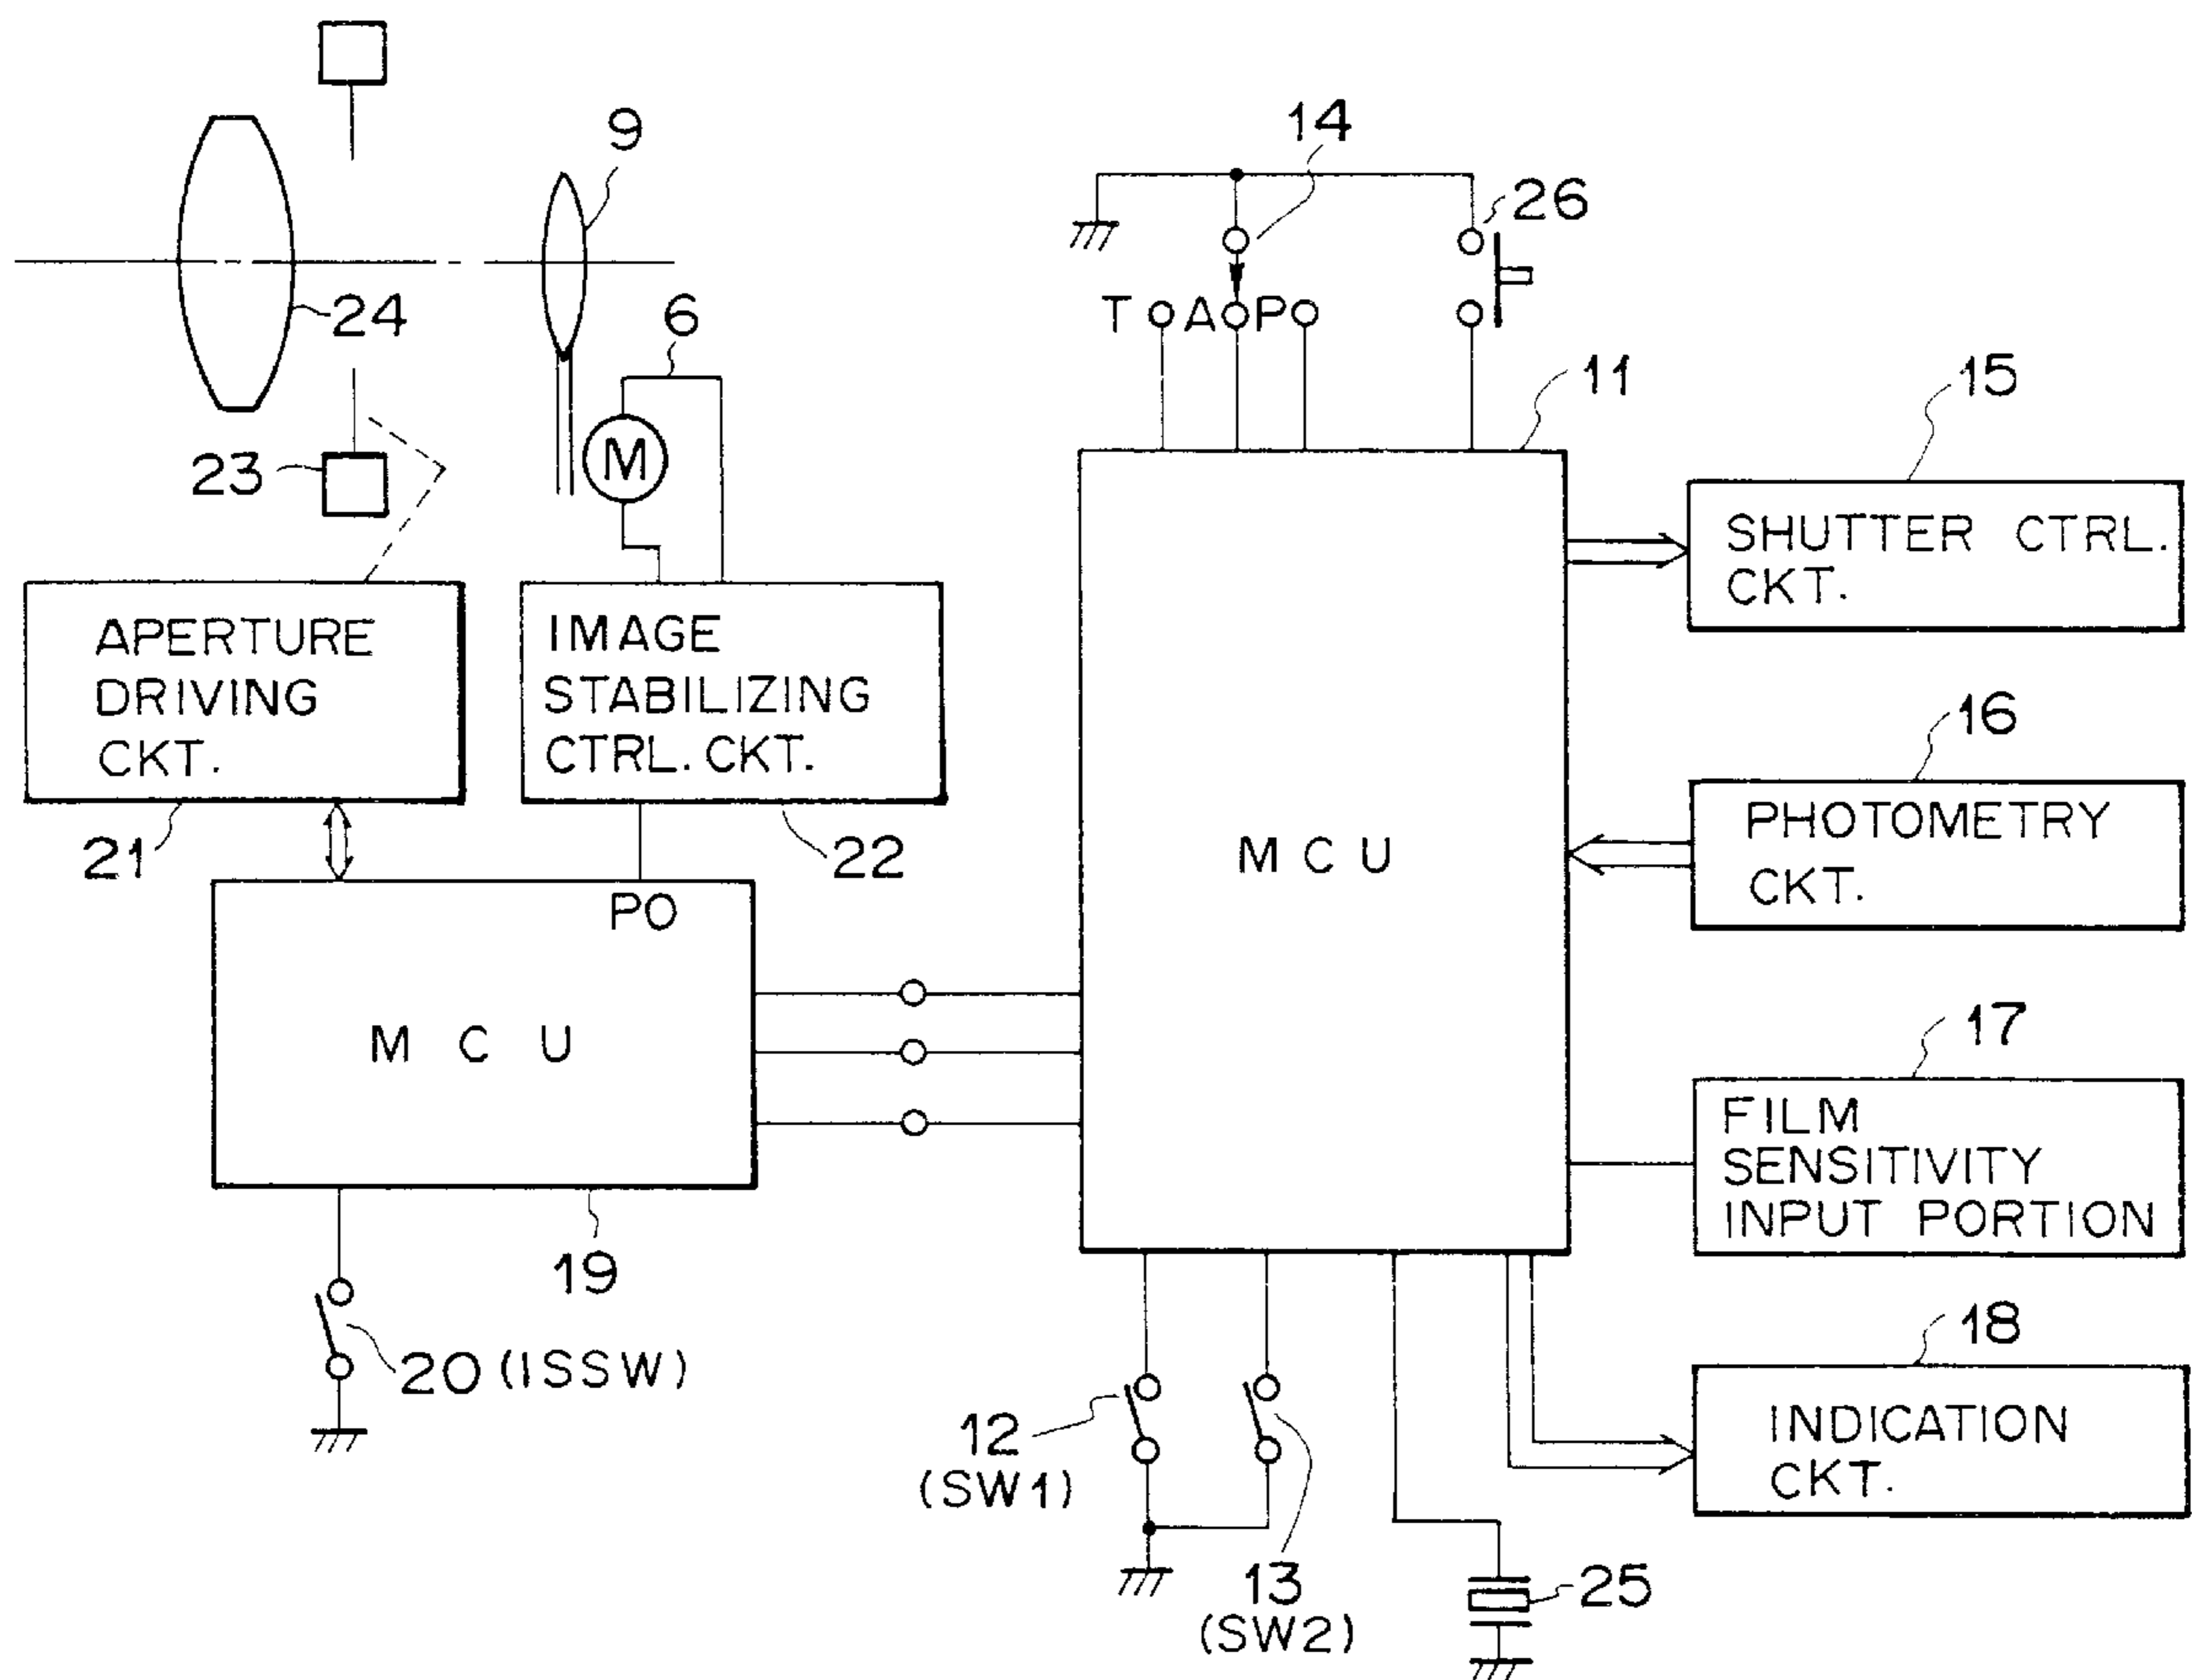 14
9
26
24
6
T A P
11
15
M
23
SHUTTER CTRL.
CKT.
APERTURE
DRIVING
CKT.
IMAGE
STABILIZING
CTRL. CKT.
16
21
22
PHOTOMETRY
CKT.
MCU
PO
MCU
17
FILM
SENSITIVITY
INPUT PORTION
19
18
20 (ISSW)
12
(SW1)
INDICATION
CKT.
13
(SW2)
25